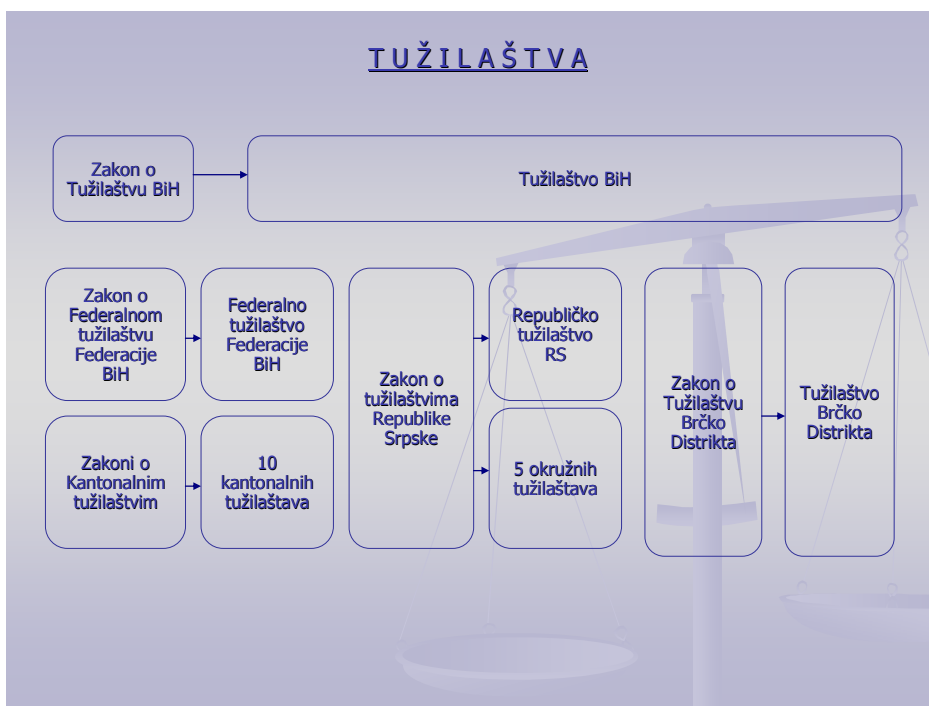 TUŽILAŠTVA
Zakon o
Tužilaštvu BiH
Tužilaštvo BiH
Zakon o
Federalnom
tužilaštvu
Federacije
BiH
Federalno
tužilaštvo
Federacije
BiH
Zakoni o
Kantonalnim
tužilaštvim
10
kantonalnih
tužilaštava
Zakon o
tužilaštvima
Republike
Srpske
Republičko
tužilaštvo
RS
5 okružnih
tužilaštava
Zakon o
Tužilaštvu
Brčko
Distrikta
Tužilaštvo
Brčko
Distrikta